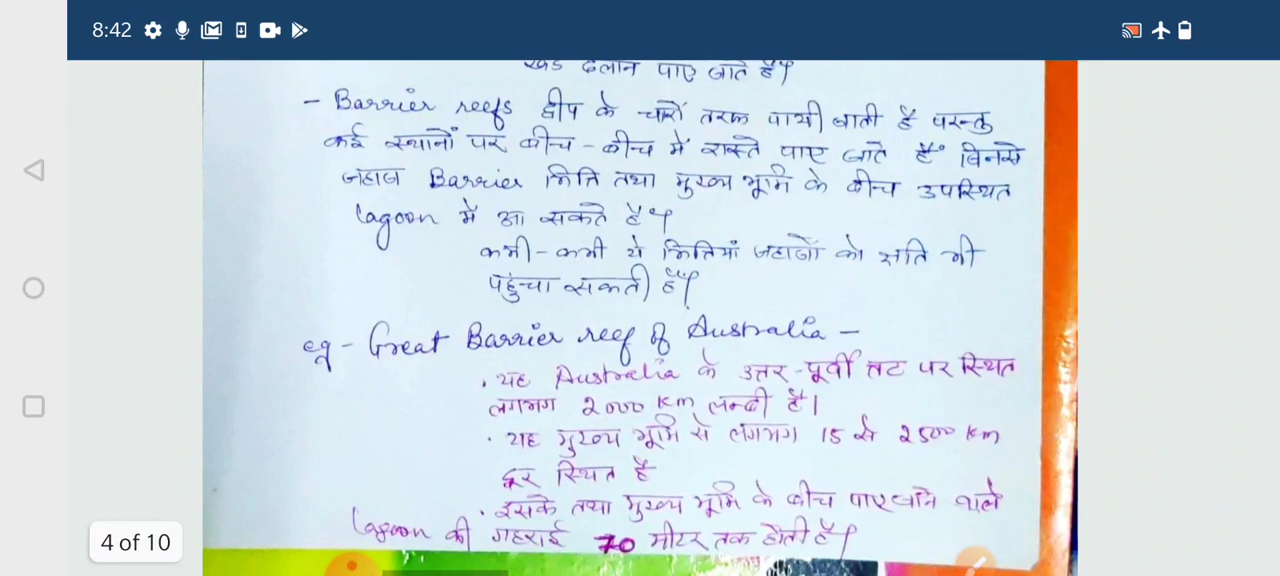 8:42
खड़े ढलान पाए जाते हैं।
- Barrier reefs द्वीप के चारों तरफ पायी जाती है परन्तु
कई स्थानों पर बीच-बीच में रास्ते पाए जाते हैं जिनसे
जहाज Barrier भित्ति तथा मुख्य भूमि के बीच उपस्थित
lagoon में आ सकते हैं।
कभी-कभी ये भित्तियां जहाजों को क्षति भी
पहुंचा सकती हैं।
eg - Great Barrier reef of Australia -
. यह Australia के उत्तर-पूर्वी तट पर स्थित
लगभग 2000 km लम्बी है।
. यह मुख्य भूमि से लगभग 15 से 2500 km
दूर स्थित है
. इसके तथा मुख्य भूमि के बीच पाए जाने वाले
Lagoon की गहराई 70 मीटर तक होती है।
4 of 10